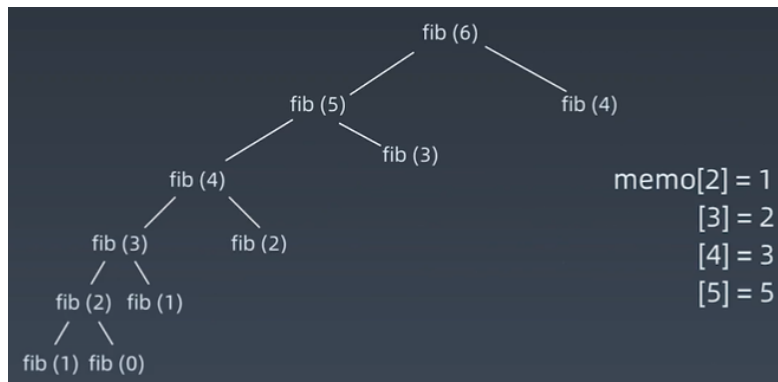 fib (6)
fib (5)
fib (4)
fib (3)
fib (4)
memo[2] = 1
[3] = 2
fib (3)
fib (2)
[4] = 3
[5] = 5
fib (2)
fib (1)
fib (1)
fib (0)